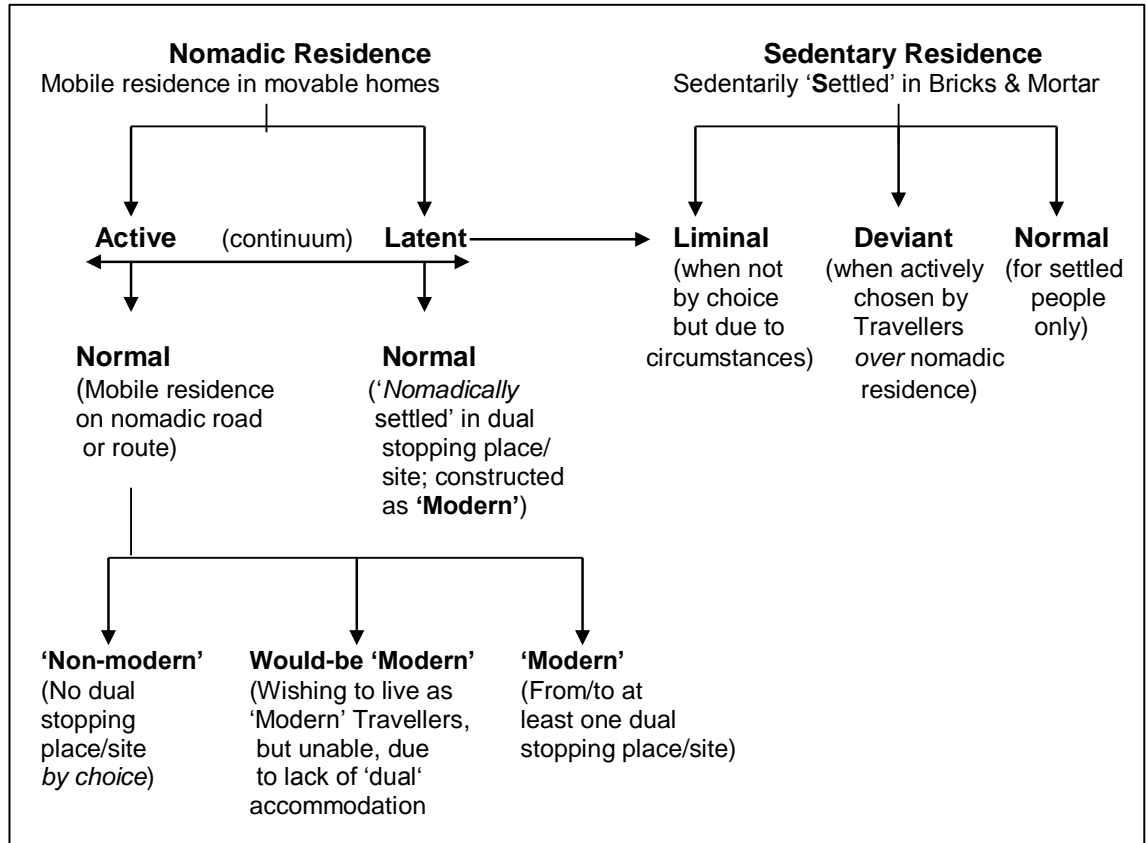 Nomadic Residence
Mobile residence in movable homes
Sedentary Residence
Sedentarily ‘Settled’ in Bricks & Mortar
Active (continuum) Latent
Liminal
(when not
by choice
but due to
circumstances)
Deviant
(when actively
chosen by
Travellers
over nomadic
residence)
Normal
(for settled
people
only)
Normal
(Mobile residence
on nomadic road
or route)
Normal
(‘Nomadically
settled’ in dual
stopping place/
site; constructed
as ‘Modern’)
‘Non-modern’
(No dual
stopping
place/site
by choice)
Would-be ‘Modern’
(Wishing to live as
‘Modern’ Travellers,
but unable, due
to lack of ‘dual‘
accommodation
‘Modern’
(From/to at
least one dual
stopping place/site)